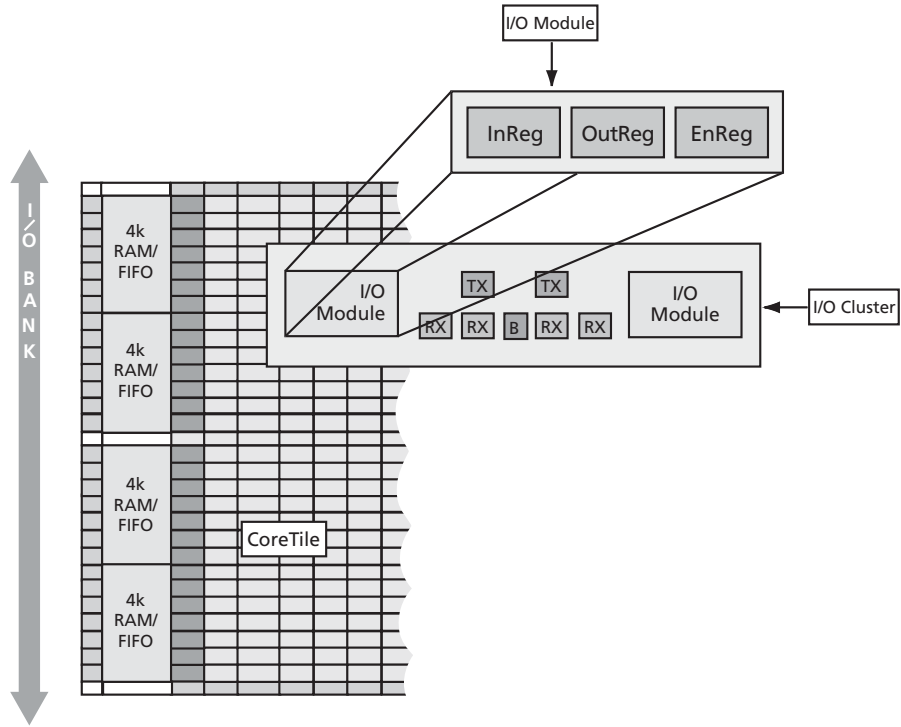 I/O Module
InReg
OutReg
EnReg
I/O BANK
4k
RAM/
FIFO
I/O
Module
TX
TX
I/O
Module
I/O Cluster
RX
RX
B
RX
RX
4k
RAM/
FIFO
4k
RAM/
FIFO
CoreTile
4k
RAM/
FIFO